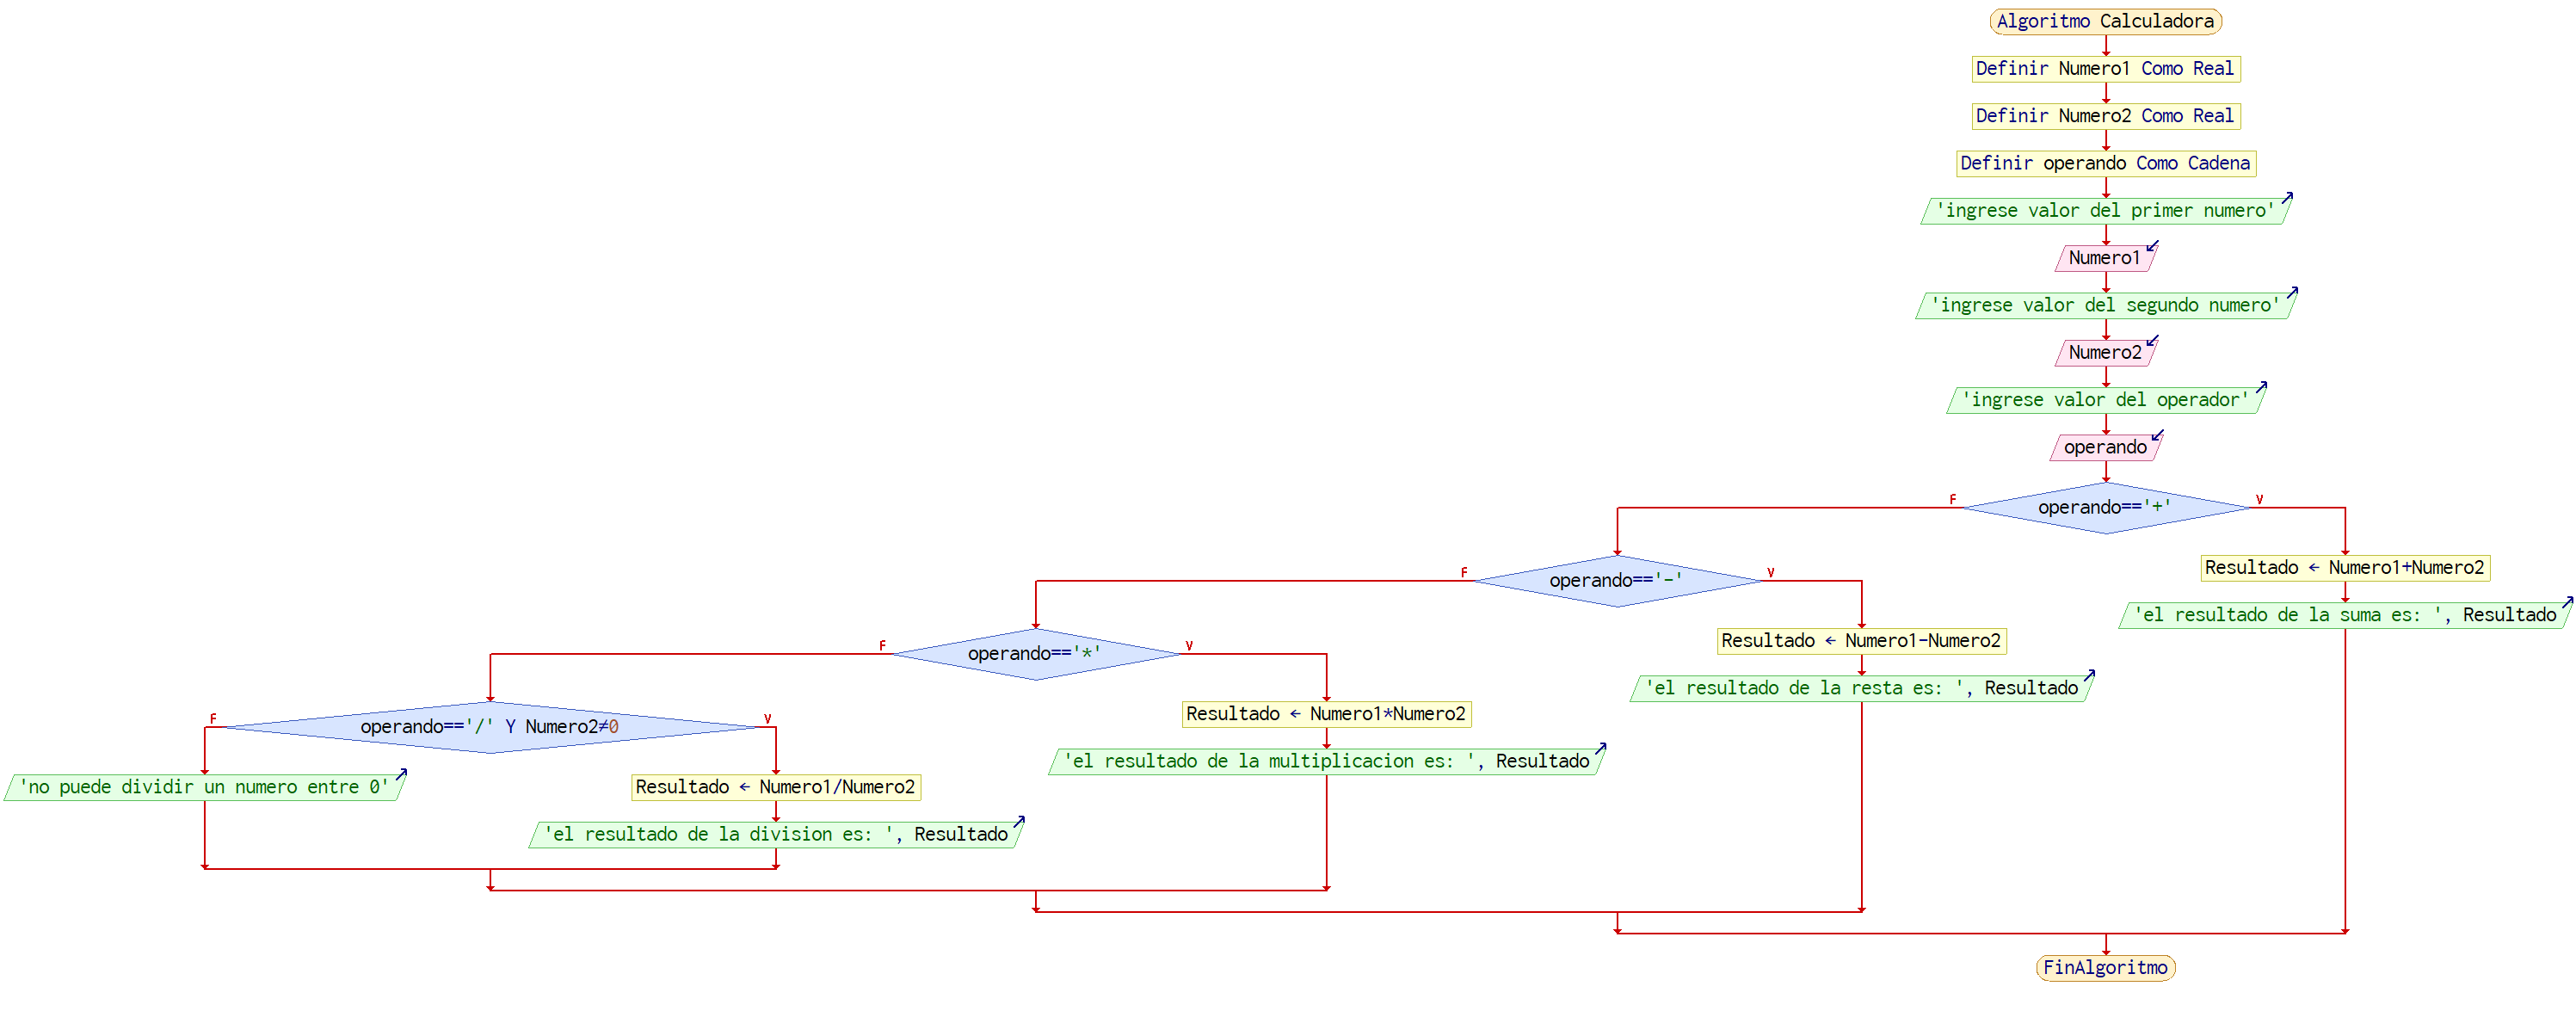 Algoritmo Calculadora
Definir Numero1 Como Real
Definir Numero2 Como Real
Definir operando Como Cadena
'ingrese valor del primer numero'
Numero1
'ingrese valor del segundo numero'
Numero2
'ingrese valor del operador'
operando
F
operando=='+'
V
Resultado ← Numero1+Numero2
'el resultado de la suma es: ', Resultado
F
operando=='-'
V
Resultado ← Numero1-Numero2
'el resultado de la resta es: ', Resultado
F
operando=='*'
V
Resultado ← Numero1*Numero2
'el resultado de la multiplicacion es: ', Resultado
F
operando=='/' Y Numero2≠0
V
'no puede dividir un numero entre 0'
Resultado ← Numero1/Numero2
'el resultado de la division es: ', Resultado
FinAlgoritmo